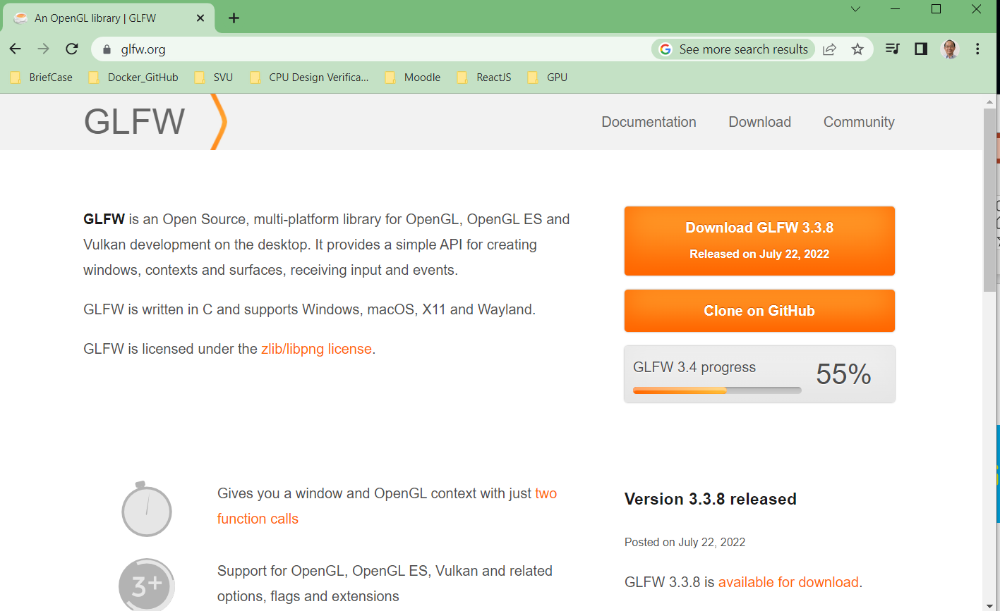 An OpenGL library | GLFW
glfw.org
See more search results
BriefCase
Docker_GitHub
SVU
CPU Design Verifica...
Moodle
ReactJS
GPU
GLFW
Documentation
Download
Community
GLFW is an Open Source, multi-platform library for OpenGL, OpenGL ES and
Vulkan development on the desktop. It provides a simple API for creating
windows, contexts and surfaces, receiving input and events.
GLFW is written in C and supports Windows, macOS, X11 and Wayland.
GLFW is licensed under the zlib/libpng license.
Download GLFW 3.3.8
Released on July 22, 2022
Clone on GitHub
GLFW 3.4 progress
55%
Gives you a window and OpenGL context with just two
function calls
3+
Support for OpenGL, OpenGL ES, Vulkan and related
options, flags and extensions
Version 3.3.8 released
Posted on July 22, 2022
GLFW 3.3.8 is available for download.